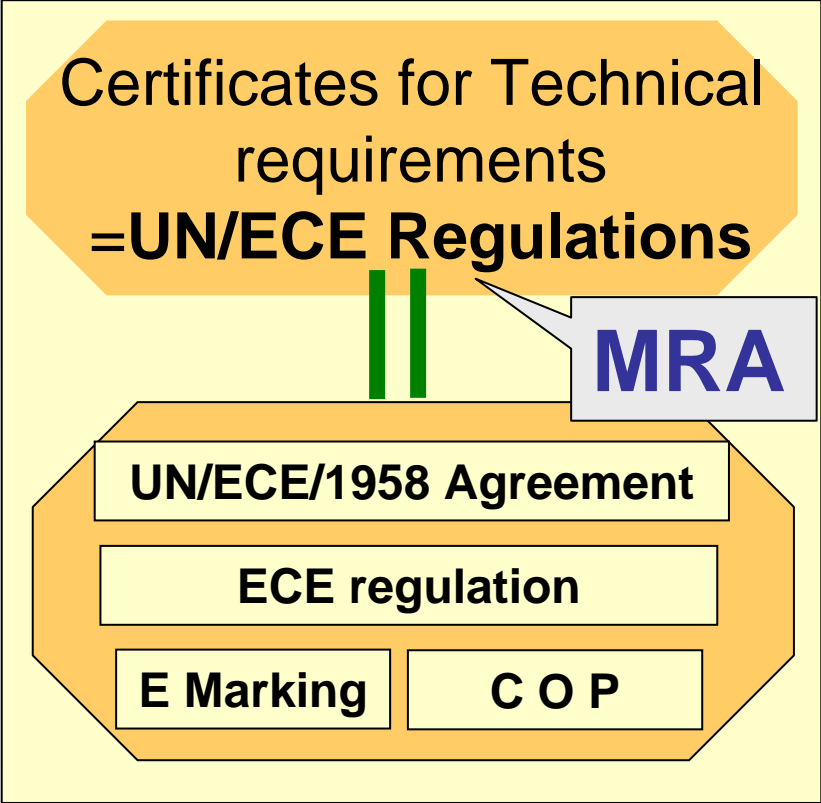 Certificates for Technical
requirements
=UN/ECE Regulations
MRA
UN/ECE/1958 Agreement
ECE regulation
E Marking
C O P